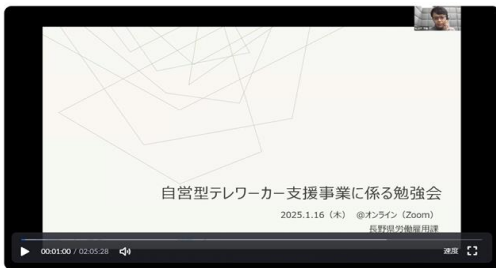 自営型テレワーカー支援事業に係る勉強会
2025.1.16（木） @オンライン（Zoom）
長野県労働雇用課
00:01:00 / 02:05:28
速度